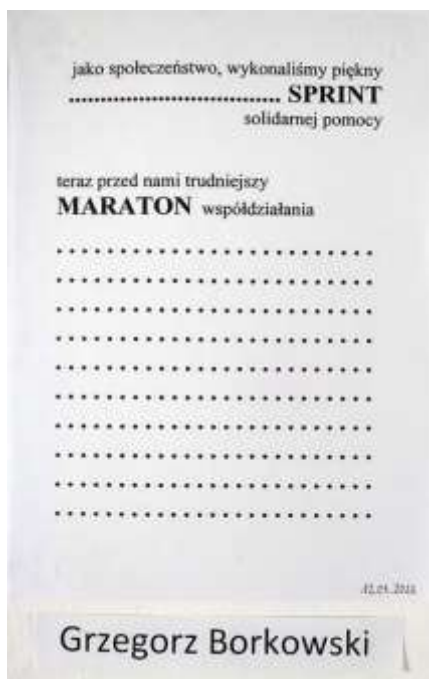 jako społeczeństwo, wykonaliśmy piękny
.................................. SPRINT
solidarnej pomocy
teraz przed nami trudniejszy
MARATON współdziałania
. . . . . . . . . . . . . . . . . . . . . . . . .
. . . . . . . . . . . . . . . . . . . . . . . . .
. . . . . . . . . . . . . . . . . . . . . . . . .
. . . . . . . . . . . . . . . . . . . . . . . . .
. . . . . . . . . . . . . . . . . . . . . . . . .
. . . . . . . . . . . . . . . . . . . . . . . . .
. . . . . . . . . . . . . . . . . . . . . . . . .
. . . . . . . . . . . . . . . . . . . . . . . . .
. . . . . . . . . . . . . . . . . . . . . . . . .
. . . . . . . . . . . . . . . . . . . . . . . . .
Grzegorz Borkowski